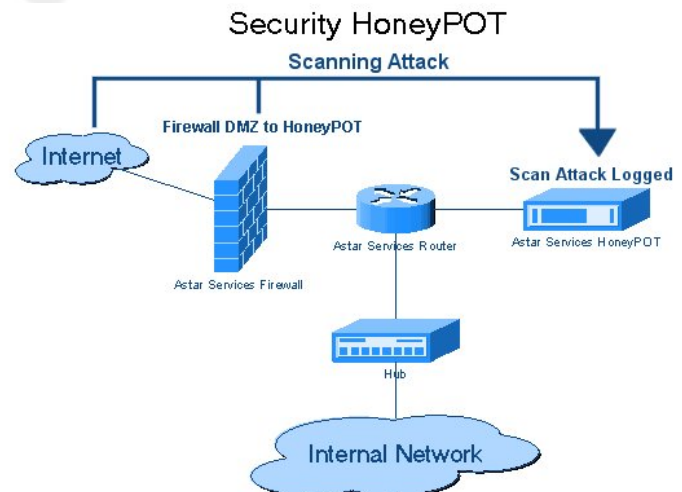 Security HoneyPOT
Scanning Attack
Firewall DMZ to HoneyPOT
Internet
Scan Attack Logged
Astar Services Router
Astar Services HoneyPOT
Astar Services Firewall
Hub
Internal Network